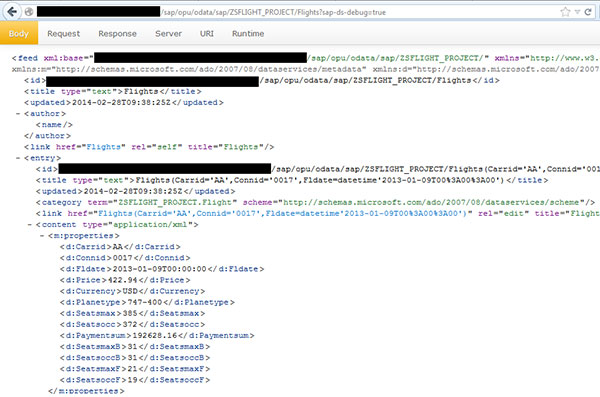 /sap/opu/odata/sap/ZSFLIGHT_PROJECT/Flights?sap-ds-debug=true
Body Request Response Server URI Runtime
<feed xml:base="/sap/opu/odata/sap/ZSFLIGHT_PROJECT/" xmlns="http://www.w3.
xmlns:m="http://schemas.microsoft.com/ado/2007/08/dataservices/metadata" xmlns:d="http://schemas.microsoft.com/ado/2007
<id>/sap/opu/odata/sap/ZSFLIGHT_PROJECT/Flights</id>
<title type="text">Flights</title>
<updated>2014-02-28T09:38:25Z</updated>
- <author>
<name/>
</author>
<link href="Flights" rel="self" title="Flights"/>
- <entry>
<id>/sap/opu/odata/sap/ZSFLIGHT_PROJECT/Flights(Carrid='AA',Connid='001
<title type="text">Flights(Carrid='AA',Connid='0017',Fldate=datetime'2013-01-09T00%3A00%3A00')</title>
<updated>2014-02-28T09:38:25Z</updated>
<category term="ZSFLIGHT_PROJECT.Flight" scheme="http://schemas.microsoft.com/ado/2007/08/dataservices/scheme"/>
<link href="Flights(Carrid='AA',Connid='0017',Fldate=datetime'2013-01-09T00%3A00%3A00')" rel="edit" title="Flight
- <content type="application/xml">
- <m:properties>
<d:Carrid>AA</d:Carrid>
<d:Connid>0017</d:Connid>
<d:Fldate>2013-01-09T00:00:00</d:Fldate>
<d:Price>422.94</d:Price>
<d:Currency>USD</d:Currency>
<d:Planetype>747-400</d:Planetype>
<d:Seatsmax>385</d:Seatsmax>
<d:Seatsocc>372</d:Seatsocc>
<d:Paymentsum>192628.16</d:Paymentsum>
<d:SeatsmaxB>31</d:SeatsmaxB>
<d:SeatsoccB>31</d:SeatsoccB>
<d:SeatsmaxF>21</d:SeatsmaxF>
<d:SeatsoccF>19</d:SeatsoccF>
</m:properties>